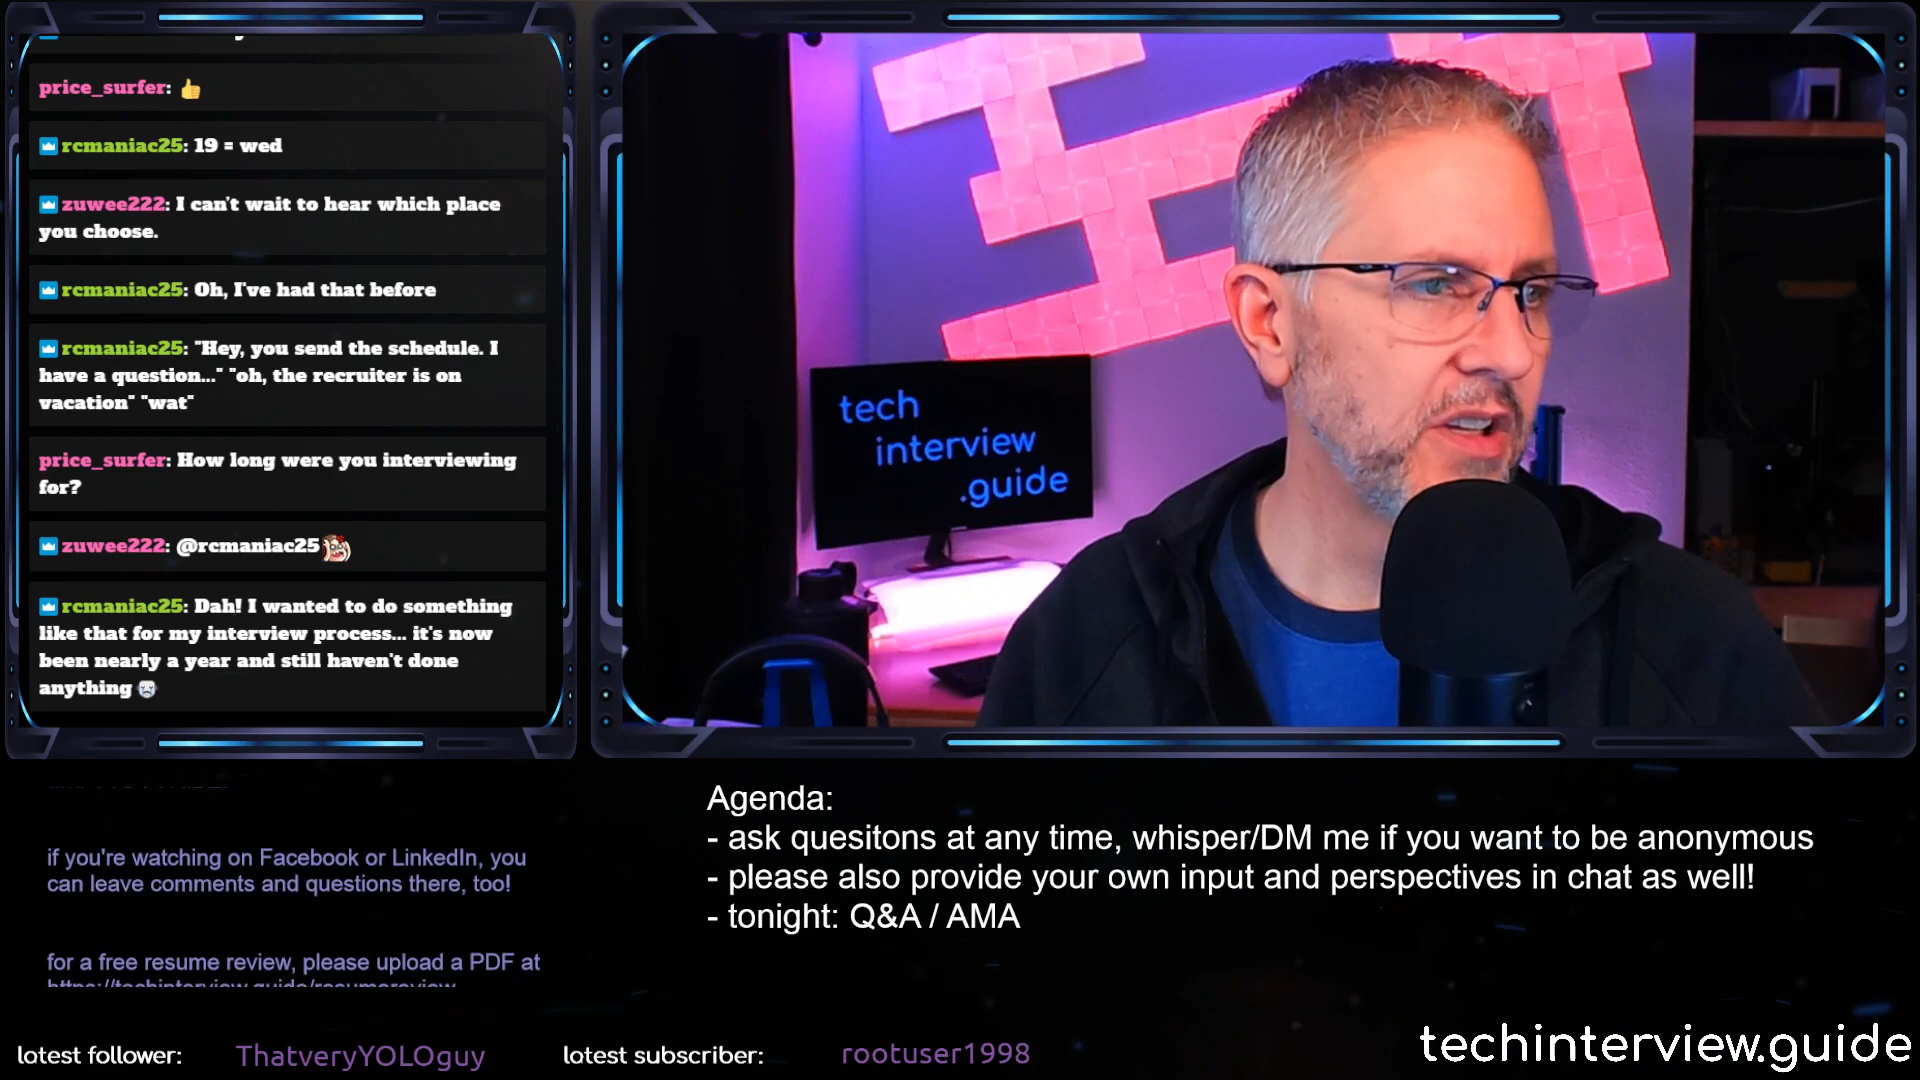 price_surfer: 👍
rcmaniac25: 19 = wed
zuwee222: I can't wait to hear which place
you choose.
rcmaniac25: Oh, I've had that before
rcmaniac25: "Hey, you send the schedule. I
have a question..." "oh, the recruiter is on
vacation" "wat"
price_surfer: How long were you interviewing
for?
zuwee222: @rcmaniac25
rcmaniac25: Dah! I wanted to do something
like that for my interview process... it's now
been nearly a year and still haven't done
anything
tech
interview
.guide
if you're watching on Facebook or LinkedIn, you
can leave comments and questions there, too!
for a free resume review, please upload a PDF at
https://techinterview.guide/resumereview
Agenda:
- ask quesitons at any time, whisper/DM me if you want to be anonymous
- please also provide your own input and perspectives in chat as well!
- tonight: Q&A / AMA
latest follower: ThatveryYOLOguy
latest subscriber: rootuser1998
techinterview.guide